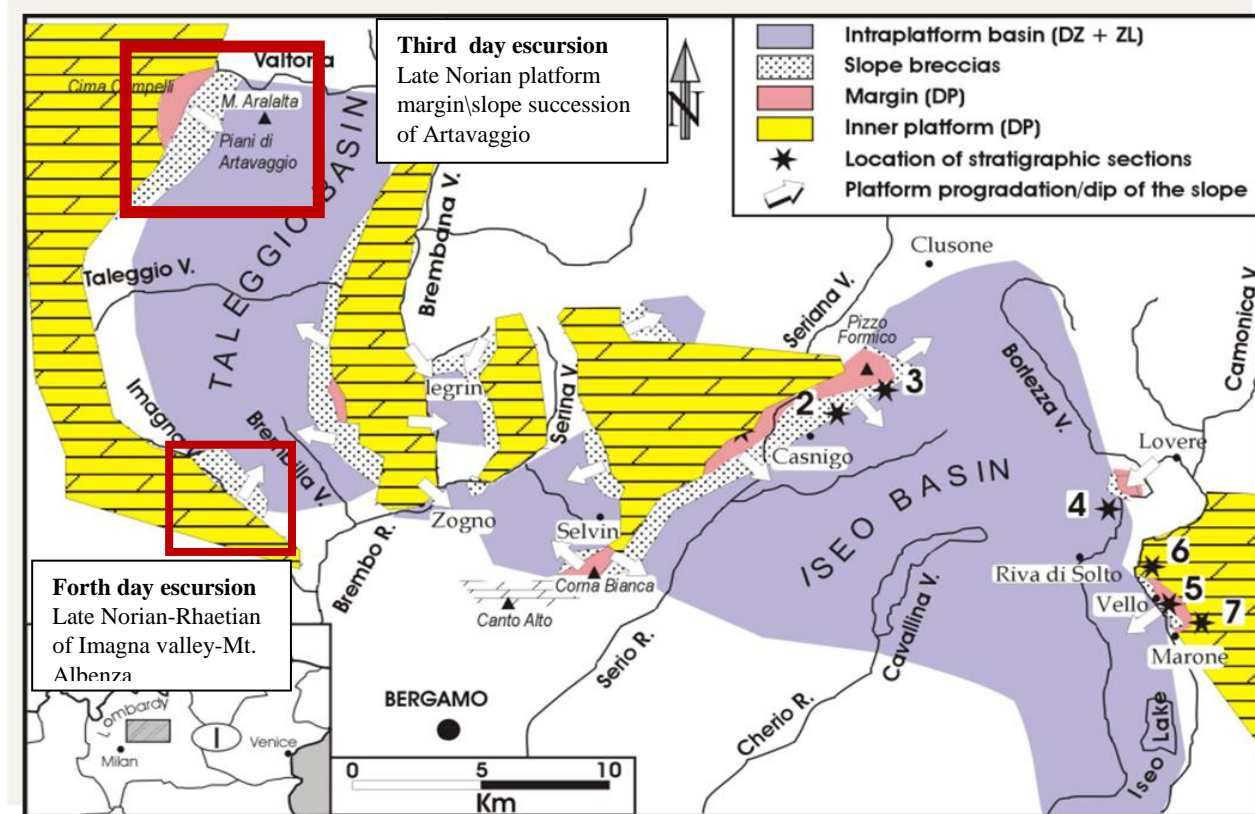 Third day escursion
Late Norian platform
margin\slope succession
of Artavaggio
Intraplatform basin (DZ + ZL)
Slope breccias
Margin (DP)
Inner platform (DP)
Location of stratigraphic sections
Platform progradation/dip of the slope
N
Valtorta
Cima Campelli
M. Aralalta
Piani di
Artavaggio
TALEGGIO BASIN
Brembana V.
Taleggio V.
Clusone
Seriana V.
Pizzo
Formico
3
2
Casnigo
Borlezza V.
Camonica V.
Lovere
4
legrin
Serina V.
Imagna
Brembilla V.
Zogno
Selvin
Corna Bianca
Canto Alto
ISEO BASIN
Riva di Solto
6
5
Vello
7
Marone
Forth day escursion
Late Norian-Rhaetian
of Imagna valley-Mt.
Albenza
Brembo R.
Serio R.
Cavallina V.
Cherio R.
Iseo Lake
BERGAMO
Lombardy
I
Milan
Venice
0 5 10
Km